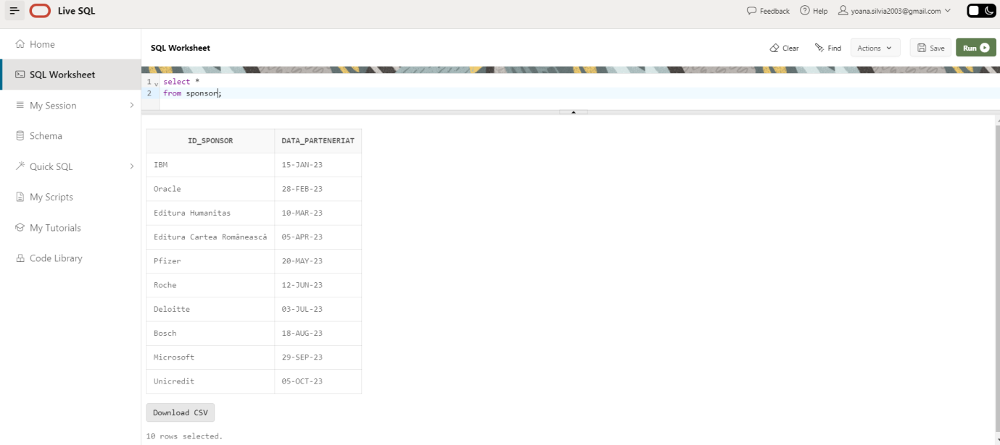 Live SQL
Feedback Help yoana.silvia2003@gmail.com
Home
SQL Worksheet
My Session
Schema
Quick SQL
My Scripts
My Tutorials
Code Library
SQL Worksheet
Clear Find Actions Save Run
1 select *
2 from sponsor;
ID_SPONSOR DATA_PARTENERIAT
IBM 15-JAN-23
Oracle 28-FEB-23
Editura Humanitas 10-MAR-23
Editura Cartea Românească 05-APR-23
Pfizer 20-MAY-23
Roche 12-JUN-23
Deloitte 03-JUL-23
Bosch 18-AUG-23
Microsoft 29-SEP-23
Unicredit 05-OCT-23
Download CSV
10 rows selected.